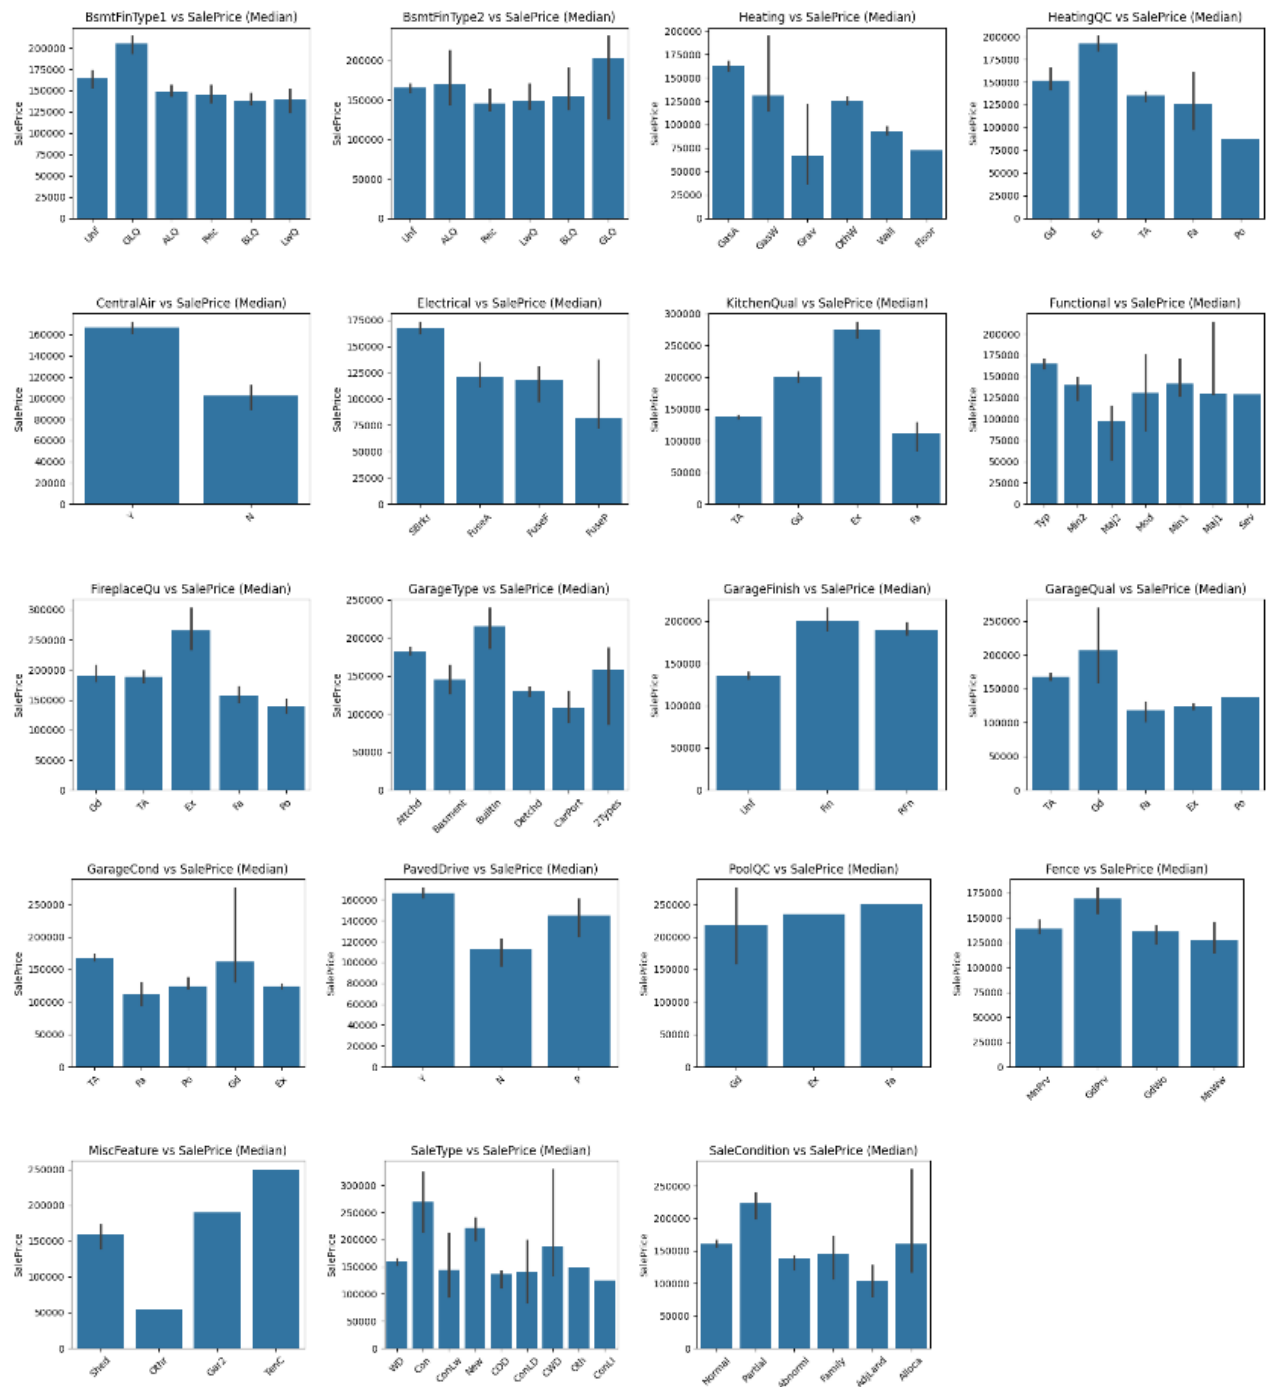 BsmtFinType1 vs SalePrice (Median)
SalePrice
200000
175000
150000
125000
100000
75000
50000
25000
0
Unf
GLQ
ALQ
Rec
BLQ
LwQ
BsmtFinType2 vs SalePrice (Median)
SalePrice
200000
150000
100000
50000
0
Unf
ALQ
Rec
LwQ
BLQ
GLQ
Heating vs SalePrice (Median)
SalePrice
200000
175000
150000
125000
100000
75000
50000
25000
0
GasA
GasW
Grav
OthW
Wall
Floor
HeatingQC vs SalePrice (Median)
SalePrice
200000
175000
150000
125000
100000
75000
50000
25000
0
Gd
Ex
TA
Fa
Po
CentralAir vs SalePrice (Median)
SalePrice
160000
140000
120000
100000
80000
60000
40000
20000
0
Y
N
Electrical vs SalePrice (Median)
SalePrice
175000
150000
125000
100000
75000
50000
25000
0
SBrkr
FuseA
FuseF
FuseP
KitchenQual vs SalePrice (Median)
SalePrice
300000
250000
200000
150000
100000
50000
0
TA
Gd
Ex
Fa
Functional vs SalePrice (Median)
SalePrice
200000
175000
150000
125000
100000
75000
50000
25000
0
Typ
Min2
Maj2
Mod
Min1
Maj1
Sev
FireplaceQu vs SalePrice (Median)
SalePrice
300000
250000
200000
150000
100000
50000
0
Gd
TA
Ex
Fa
Po
GarageType vs SalePrice (Median)
SalePrice
250000
200000
150000
100000
50000
0
Attchd
Basment
BuiltIn
Detchd
CarPort
2Types
GarageFinish vs SalePrice (Median)
SalePrice
200000
150000
100000
50000
0
Unf
Fin
RFn
GarageQual vs SalePrice (Median)
SalePrice
250000
200000
150000
100000
50000
0
TA
Gd
Fa
Ex
Po
GarageCond vs SalePrice (Median)
SalePrice
250000
200000
150000
100000
50000
0
TA
Fa
Po
Gd
Ex
PavedDrive vs SalePrice (Median)
SalePrice
160000
140000
120000
100000
80000
60000
40000
20000
0
Y
N
P
PoolQC vs SalePrice (Median)
SalePrice
250000
200000
150000
100000
50000
0
Gd
Ex
Fa
Fence vs SalePrice (Median)
SalePrice
175000
150000
125000
100000
75000
50000
25000
0
MnPrv
GdPrv
GdWo
MnWw
MiscFeature vs SalePrice (Median)
SalePrice
250000
200000
150000
100000
50000
0
Shed
Othr
Gar2
TenC
SaleType vs SalePrice (Median)
SalePrice
300000
250000
200000
150000
100000
50000
0
WD
Con
ConLw
New
COD
ConLD
CWD
Oth
ConLI
SaleCondition vs SalePrice (Median)
SalePrice
250000
200000
150000
100000
50000
0
Normal
Partial
Abnorml
Family
AdjLand
Alloca